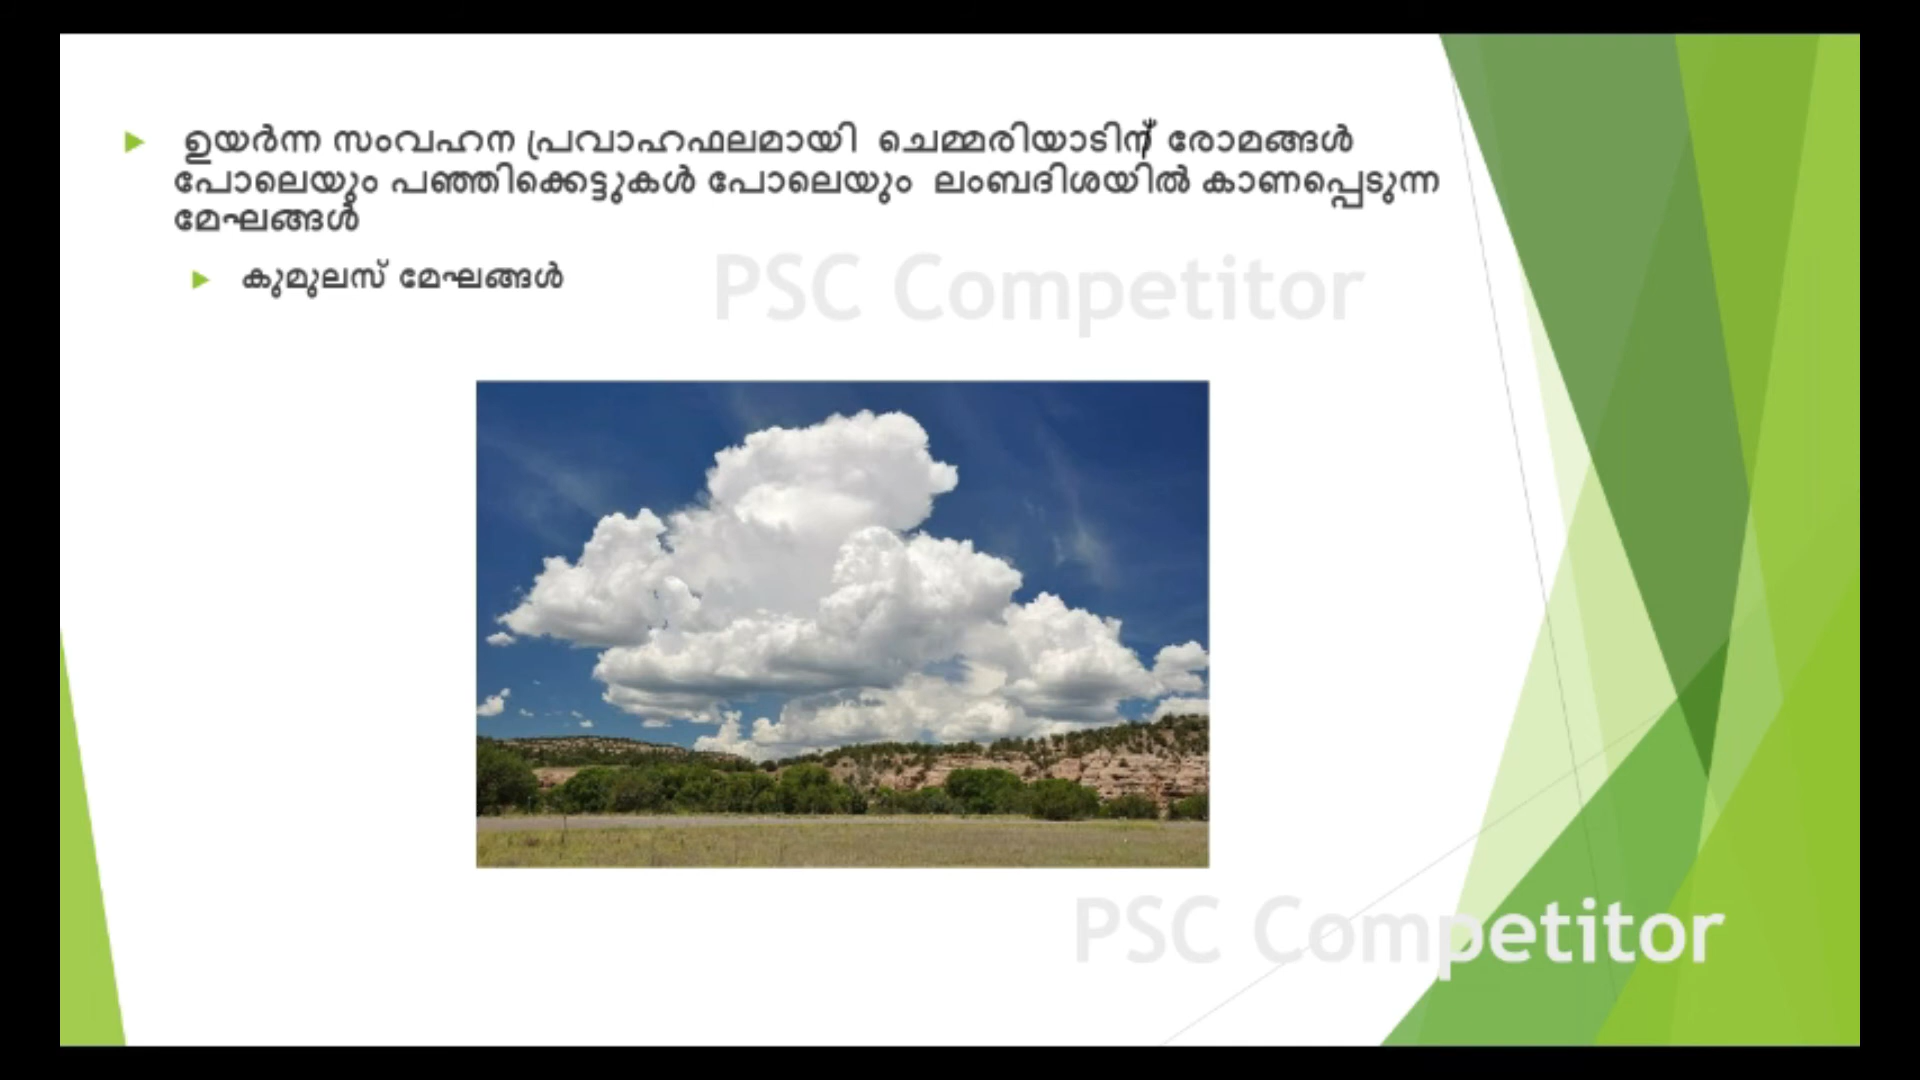 ഉയർന്ന സംവഹന പ്രവാഹഫലമായി ചെമ്മരിയാടിന് രോമങ്ങൾ
പോലെയും പഞ്ഞിക്കെട്ടുകൾ പോലെയും ലംബദിശയിൽ കാണപ്പെടുന്ന
മേഘങ്ങൾ
കുമുലസ് മേഘങ്ങൾ
PSC Competitor
PSC Competitor